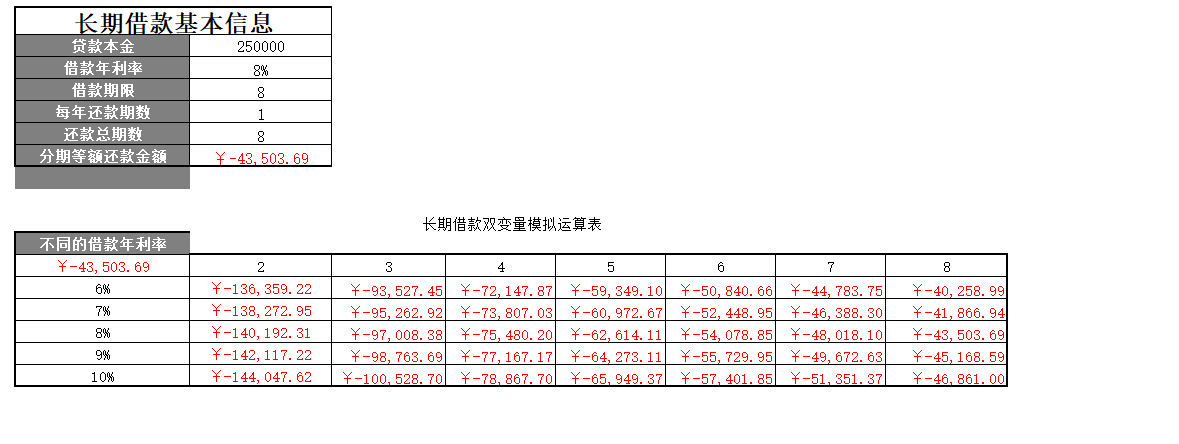 长期借款基本信息
贷款本金 250000
借款年利率 8%
借款期限 8
每年还款期数 1
还款总期数 8
分期等额还款金额 ￥-43,503.69
长期借款双变量模拟运算表
不同的借款年利率
￥-43,503.69 2 3 4 5 6 7 8
6% ￥-136,359.22 ￥-93,527.45 ￥-72,147.87 ￥-59,349.10 ￥-50,840.66 ￥-44,783.75 ￥-40,258.99
7% ￥-138,272.95 ￥-95,262.92 ￥-73,807.03 ￥-60,972.67 ￥-52,448.95 ￥-46,388.30 ￥-41,866.94
8% ￥-140,192.31 ￥-97,008.38 ￥-75,480.20 ￥-62,614.11 ￥-54,078.85 ￥-48,018.10 ￥-43,503.69
9% ￥-142,117.22 ￥-98,763.69 ￥-77,167.17 ￥-64,273.11 ￥-55,729.95 ￥-49,672.63 ￥-45,168.59
10% ￥-144,047.62 ￥-100,528.70 ￥-78,867.70 ￥-65,949.37 ￥-57,401.85 ￥-51,351.37 ￥-46,861.00